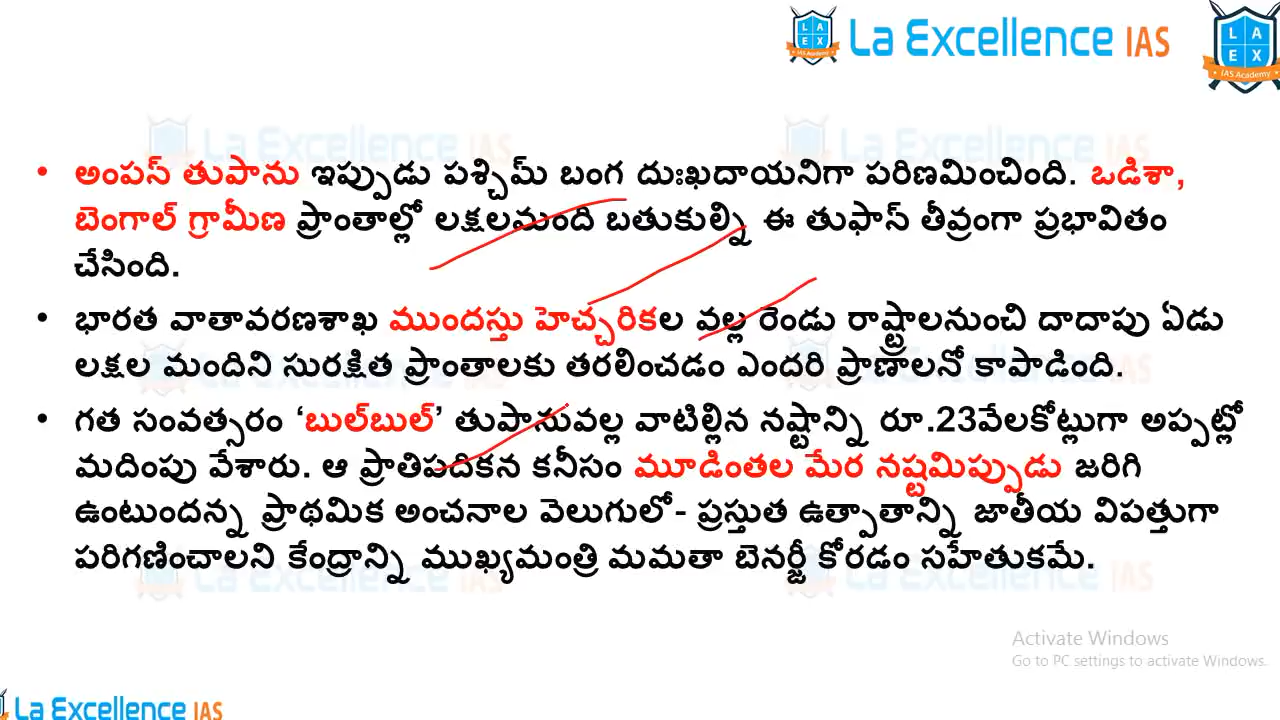 La Excellence IAS
L A
E X
IAS Academy
• అంపన్ తుపాను ఇప్పుడు పశ్చిమ్ బంగ దుఃఖదాయనిగా పరిణమించింది. ఒడిశా,
బెంగాల్ గ్రామీణ ప్రాంతాల్లో లక్షలమంది బతుకుల్ని ఈ తుఫాన్ తీవ్రంగా ప్రభావితం
చేసింది.
• భారత వాతావరణశాఖ ముందస్తు హెచ్చరికల వల్ల రెండు రాష్ట్రాలనుంచి దాదాపు ఏడు
లక్షల మందిని సురక్షిత ప్రాంతాలకు తరలించడం ఎందరి ప్రాణాలనో కాపాడింది.
• గత సంవత్సరం ‘బుల్‌బుల్’ తుపానువల్ల వాటిల్లిన నష్టాన్ని రూ.23వేలకోట్లుగా అప్పట్లో
మదింపు వేశారు. ఆ ప్రాతిపదికన కనీసం మూడింతల మేర నష్టమిప్పుడు జరిగి
ఉంటుందన్న ప్రాథమిక అంచనాల వెలుగులో- ప్రస్తుత ఉత్పాతాన్ని జాతీయ విపత్తుగా
పరిగణించాలని కేంద్రాన్ని ముఖ్యమంత్రి మమతా బెనర్జీ కోరడం సహేతుకమే.
Activate Windows
Go to PC settings to activate Windows.
La Excellence IAS